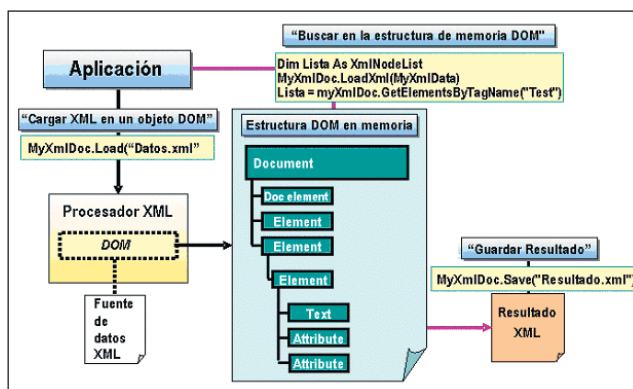 “Buscar en la estructura de memoria DOM”
Aplicación
Dim Lista As XmlNodeList
MyXmlDoc.LoadXml(MyXmlData)
Lista = myXmlDoc.GetElementsByTagName("Test")
“Cargar XML en un objeto DOM”
MyXmlDoc.Load(“Datos.xml”
Estructura DOM en memoria
Document
Doc element
Element
Element
Element
Text
Attribute
Attribute
Procesador XML
DOM
Fuente
de
datos
XML
“Guardar Resultado”
MyXmlDoc.Save("Resultado.xml")
Resultado
XML